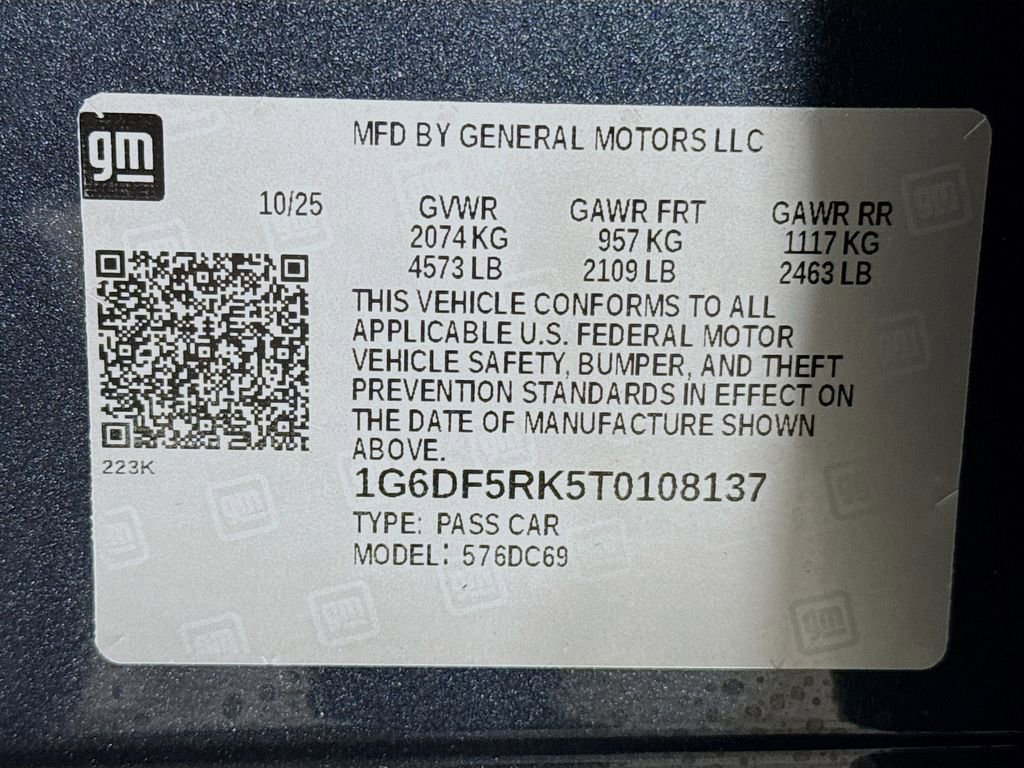 gm
MFD BY GENERAL MOTORS LLC
10/25 GVWR GAWR FRT GAWR RR
2074 KG 957 KG 1117 KG
4573 LB 2109 LB 2463 LB
THIS VEHICLE CONFORMS TO ALL
APPLICABLE U.S. FEDERAL MOTOR
VEHICLE SAFETY, BUMPER, AND THEFT
PREVENTION STANDARDS IN EFFECT ON
THE DATE OF MANUFACTURE SHOWN
ABOVE.
223K
1G6DF5RK5T0108137
TYPE: PASS CAR
MODEL: 576DC69